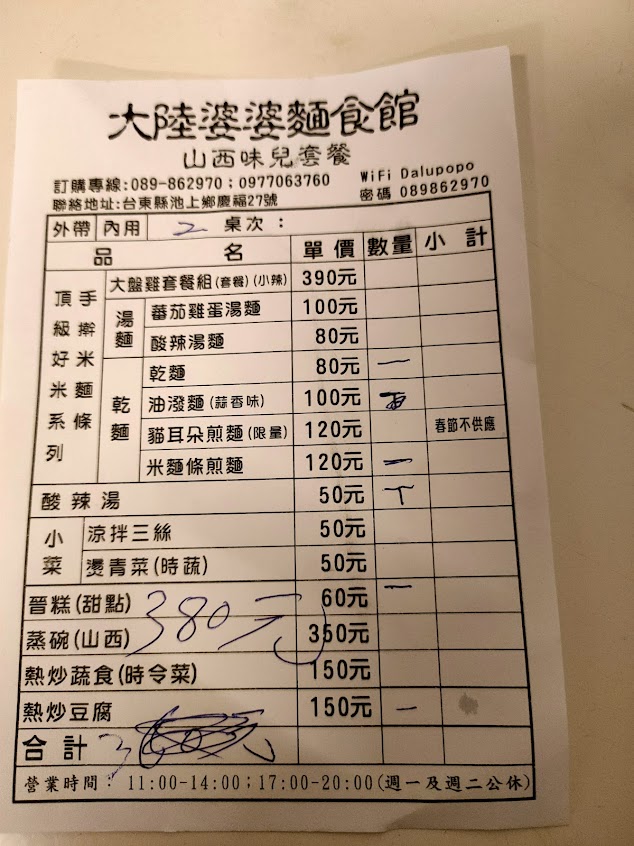 大陸婆婆麵食館
山西味兒套餐
訂購專線:089-862970；0977063760
WiFi Dalupopo
聯絡地址:台東縣池上鄉慶福27號
密碼 089862970
外帶 內用 2 桌次：
品 名 單價 數量 小計
頂級好米系列 手擀米麵條
大盤雞套餐組(套餐)(小辣) 390元
湯麵
蕃茄雞蛋湯麵 100元
酸辣湯麵 80元
乾麵
乾麵 80元 一
油潑麵(蒜香味) 100元
貓耳朵煎麵(限量) 120元 春節不供應
米麵條煎麵 120元 一
酸辣湯 50元 丅
小菜
涼拌三絲 50元
燙青菜(時蔬) 50元
晉糕(甜點) 60元 一
380元
蒸碗(山西) 350元
熱炒蔬食(時令菜) 150元
熱炒豆腐 150元 一
合計
營業時間： 11:00-14:00；17:00-20:00(週一及週二公休)